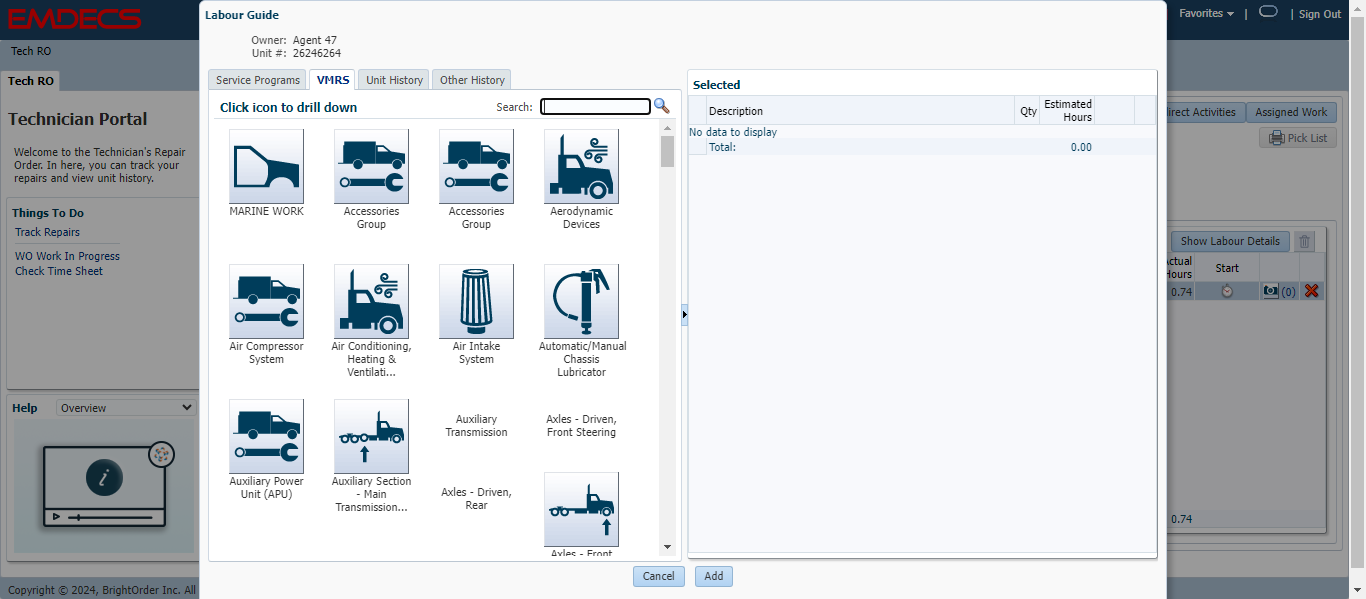 EMDECS
Favorites
|
| Sign Out
Tech RO
Tech RO
Technician Portal
Welcome to the Technician's Repair
Order. In here, you can track your
repairs and view unit history.
Things To Do
Track Repairs
WO Work In Progress
Check Time Sheet
Help
Overview
i
Copyright © 2024, BrightOrder Inc. All
Labour Guide
Owner: Agent 47
Unit #: 26246264
Service Programs
VMRS
Unit History
Other History
Click icon to drill down
Search:
MARINE WORK
Accessories
Group
Accessories
Group
Aerodynamic
Devices
Air Compressor
System
Air Conditioning,
Heating &
Ventilati...
Air Intake
System
Automatic/Manual
Chassis
Lubricator
Auxiliary Power
Unit (APU)
Auxiliary Section
- Main
Transmission...
Auxiliary
Transmission
Axles - Driven,
Front Steering
Axles - Driven,
Rear
Axles - Front
Selected
Description
Qty
Estimated
Hours
No data to display
Total:
0.00
Cancel
Add
irect Activities
Assigned Work
Pick List
Show Labour Details
ctual
Hours
Start
0.74
(0)
0.74